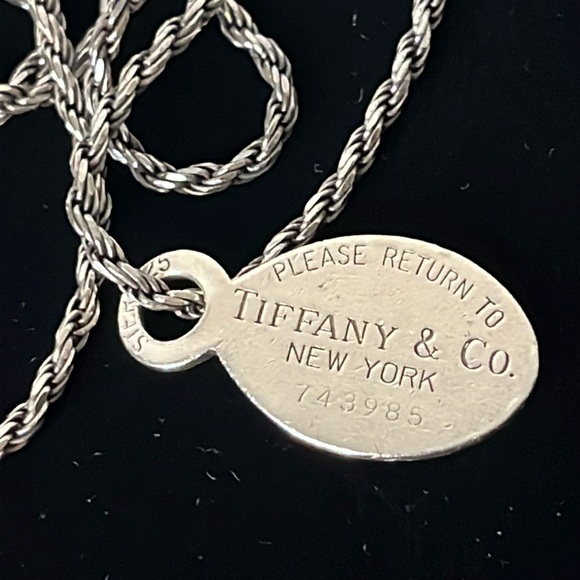 PLEASE RETURN TO
TIFFANY & CO.
NEW YORK
743985